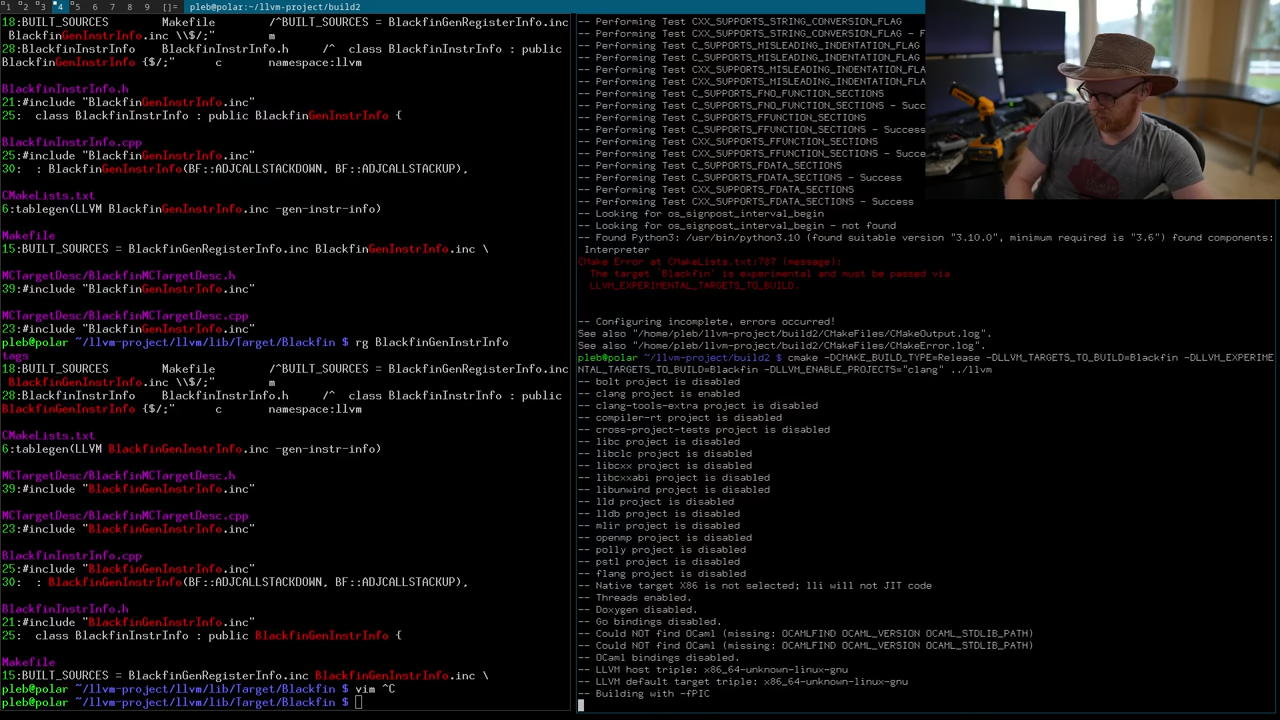 1 2 3 4 5 6 7 8 9 []= pleb@polar:~/llvm-project/build2
18:BUILT_SOURCES Makefile /^BUILT_SOURCES = BlackfinGenRegisterInfo.inc
BlackfinGenInstrInfo.inc \\$/;" m
28:BlackfinInstrInfo BlackfinInstrInfo.h /^ class BlackfinInstrInfo : public
BlackfinGenInstrInfo {$/;" c namespace:llvm
BlackfinInstrInfo.h
21:#include "BlackfinGenInstrInfo.inc"
25: class BlackfinInstrInfo : public BlackfinGenInstrInfo {
BlackfinInstrInfo.cpp
25:#include "BlackfinGenInstrInfo.inc"
30: : BlackfinGenInstrInfo(BF::ADJCALLSTACKDOWN, BF::ADJCALLSTACKUP),
CMakeLists.txt
6:tablegen(LLVM BlackfinGenInstrInfo.inc -gen-instr-info)
Makefile
15:BUILT_SOURCES = BlackfinGenRegisterInfo.inc BlackfinGenInstrInfo.inc \
MCTargetDesc/BlackfinMCTargetDesc.h
39:#include "BlackfinGenInstrInfo.inc"
MCTargetDesc/BlackfinMCTargetDesc.cpp
23:#include "BlackfinGenInstrInfo.inc"
pleb@polar ~/llvm-project/llvm/lib/Target/Blackfin $ rg BlackfinGenInstrInfo
tags
18:BUILT_SOURCES Makefile /^BUILT_SOURCES = BlackfinGenRegisterInfo.inc
BlackfinGenInstrInfo.inc \\$/;" m
28:BlackfinInstrInfo BlackfinInstrInfo.h /^ class BlackfinInstrInfo : public
BlackfinGenInstrInfo {$/;" c namespace:llvm
CMakeLists.txt
6:tablegen(LLVM BlackfinGenInstrInfo.inc -gen-instr-info)
MCTargetDesc/BlackfinMCTargetDesc.h
39:#include "BlackfinGenInstrInfo.inc"
MCTargetDesc/BlackfinMCTargetDesc.cpp
23:#include "BlackfinGenInstrInfo.inc"
BlackfinInstrInfo.cpp
25:#include "BlackfinGenInstrInfo.inc"
30: : BlackfinGenInstrInfo(BF::ADJCALLSTACKDOWN, BF::ADJCALLSTACKUP),
BlackfinInstrInfo.h
21:#include "BlackfinGenInstrInfo.inc"
25: class BlackfinInstrInfo : public BlackfinGenInstrInfo {
Makefile
15:BUILT_SOURCES = BlackfinGenRegisterInfo.inc BlackfinGenInstrInfo.inc \
pleb@polar ~/llvm-project/llvm/lib/Target/Blackfin $ vim ^C
pleb@polar ~/llvm-project/llvm/lib/Target/Blackfin $
-- Performing Test CXX_SUPPORTS_STRING_CONVERSION_FLAG
-- Performing Test CXX_SUPPORTS_STRING_CONVERSION_FLAG - F
-- Performing Test C_SUPPORTS_MISLEADING_INDENTATION_FLAG
-- Performing Test C_SUPPORTS_MISLEADING_INDENTATION_FLAG
-- Performing Test CXX_SUPPORTS_MISLEADING_INDENTATION_FLA
-- Performing Test CXX_SUPPORTS_MISLEADING_INDENTATION_FLA
-- Performing Test C_SUPPORTS_FNO_FUNCTION_SECTIONS
-- Performing Test C_SUPPORTS_FNO_FUNCTION_SECTIONS - Succ
-- Performing Test C_SUPPORTS_FFUNCTION_SECTIONS
-- Performing Test C_SUPPORTS_FFUNCTION_SECTIONS - Success
-- Performing Test CXX_SUPPORTS_FFUNCTION_SECTIONS
-- Performing Test CXX_SUPPORTS_FFUNCTION_SECTIONS - Succe
-- Performing Test C_SUPPORTS_FDATA_SECTIONS
-- Performing Test C_SUPPORTS_FDATA_SECTIONS - Success
-- Performing Test CXX_SUPPORTS_FDATA_SECTIONS
-- Performing Test CXX_SUPPORTS_FDATA_SECTIONS - Success
-- Looking for os_signpost_interval_begin
-- Looking for os_signpost_interval_begin - not found
-- Found Python3: /usr/bin/python3.10 (found suitable version "3.10.0", minimum required is "3.6") found components:
Interpreter
CMake Error at CMakeLists.txt:787 (message):
The target `Blackfin' is experimental and must be passed via
LLVM_EXPERIMENTAL_TARGETS_TO_BUILD.
-- Configuring incomplete, errors occurred!
See also "/home/pleb/llvm-project/build2/CMakeFiles/CMakeOutput.log".
See also "/home/pleb/llvm-project/build2/CMakeFiles/CMakeError.log".
pleb@polar ~/llvm-project/build2 $ cmake -DCMAKE_BUILD_TYPE=Release -DLLVM_TARGETS_TO_BUILD=Blackfin -DLLVM_EXPERIME
NTAL_TARGETS_TO_BUILD=Blackfin -DLLVM_ENABLE_PROJECTS="clang" ../llvm
-- bolt project is disabled
-- clang project is enabled
-- clang-tools-extra project is disabled
-- compiler-rt project is disabled
-- cross-project-tests project is disabled
-- libc project is disabled
-- libclc project is disabled
-- libcxx project is disabled
-- libcxxabi project is disabled
-- libunwind project is disabled
-- lld project is disabled
-- lldb project is disabled
-- mlir project is disabled
-- openmp project is disabled
-- polly project is disabled
-- pstl project is disabled
-- flang project is disabled
-- Native target X86 is not selected; lli will not JIT code
-- Threads enabled.
-- Doxygen disabled.
-- Go bindings disabled.
-- Could NOT find OCaml (missing: OCAMLFIND OCAML_VERSION OCAML_STDLIB_PATH)
-- Could NOT find OCaml (missing: OCAMLFIND OCAML_VERSION OCAML_STDLIB_PATH)
-- OCaml bindings disabled.
-- LLVM host triple: x86_64-unknown-linux-gnu
-- LLVM default target triple: x86_64-unknown-linux-gnu
-- Building with -fPIC